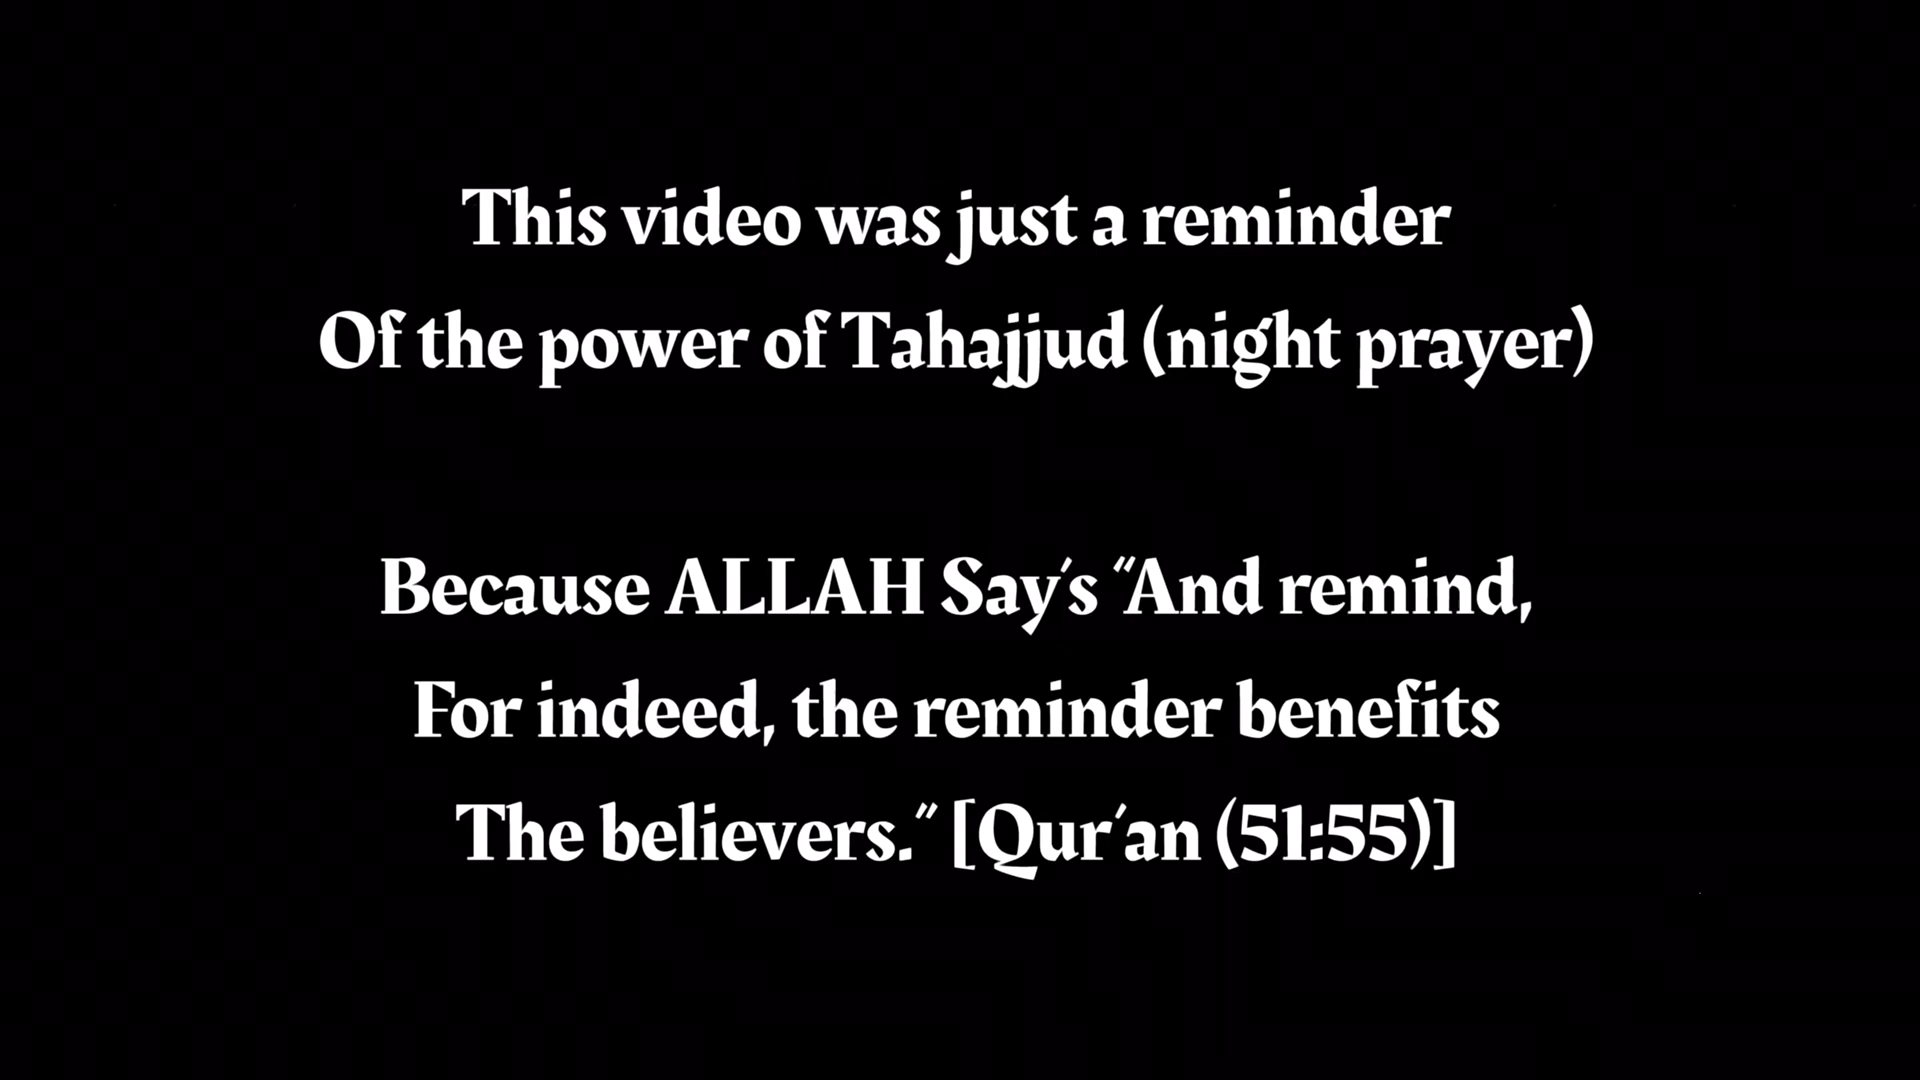 This video was just a reminder
Of the power of Tahajjud (night prayer)
Because ALLAH Say's "And remind,
For indeed, the reminder benefits
The believers." [Qur'an (51:55)]